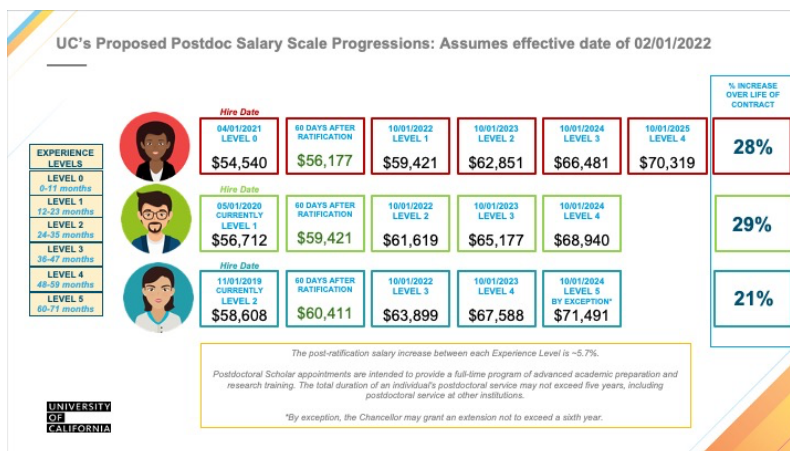 UC's Proposed Postdoc Salary Scale Progressions: Assumes effective date of 02/01/2022
% INCREASE
OVER LIFE OF
CONTRACT
EXPERIENCE
LEVELS
LEVEL 0
0-11 months
LEVEL 1
12-23 months
LEVEL 2
24-35 months
LEVEL 3
36-47 months
LEVEL 4
48-59 months
LEVEL 5
60-71 months
Hire Date
04/01/2021
LEVEL 0
$54,540
60 DAYS AFTER
RATIFICATION
$56,177
10/01/2022
LEVEL 1
$59,421
10/01/2023
LEVEL 2
$62,851
10/01/2024
LEVEL 3
$66,481
10/01/2025
LEVEL 4
$70,319
28%
Hire Date
05/01/2020
CURRENTLY
LEVEL 1
$56,712
60 DAYS AFTER
RATIFICATION
$59,421
10/01/2022
LEVEL 2
$61,619
10/01/2023
LEVEL 3
$65,177
10/01/2024
LEVEL 4
$68,940
29%
Hire Date
11/01/2019
CURRENTLY
LEVEL 2
$58,608
60 DAYS AFTER
RATIFICATION
$60,411
10/01/2022
LEVEL 3
$63,899
10/01/2023
LEVEL 4
$67,588
10/01/2024
LEVEL 5
BY EXCEPTION*
$71,491
21%
The post-ratification salary increase between each Experience Level is ~5.7%.
Postdoctoral Scholar appointments are intended to provide a full-time program of advanced academic preparation and
research training. The total duration of an individual's postdoctoral service may not exceed five years, including
postdoctoral service at other institutions.
*By exception, the Chancellor may grant an extension not to exceed a sixth year.
UNIVERSITY
OF
CALIFORNIA